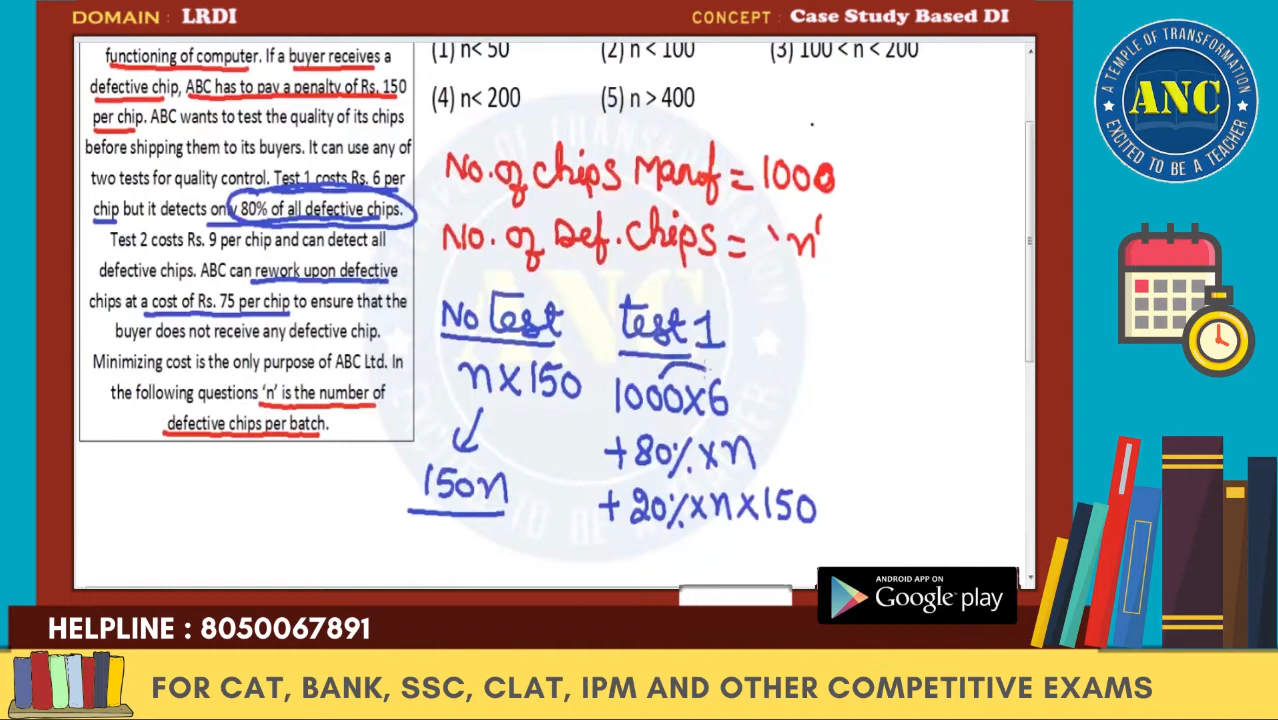 DOMAIN : LRDI
CONCEPT : Case Study Based DI
functioning of computer. If a buyer receives a
defective chip, ABC has to pay a penalty of Rs. 150
per chip. ABC wants to test the quality of its chips
before shipping them to its buyers. It can use any of
two tests for quality control. Test 1 costs Rs. 6 per
chip but it detects only 80% of all defective chips.
Test 2 costs Rs. 9 per chip and can detect all
defective chips. ABC can rework upon defective
chips at a cost of Rs. 75 per chip to ensure that the
buyer does not receive any defective chip.
Minimizing cost is the only purpose of ABC Ltd. In
the following questions ‘n’ is the number of
defective chips per batch.
(1) n< 50 (2) n < 100 (3) 100 < n < 200
(4) n< 200 (5) n > 400
No. of chips Manf = 1000
No. of Def. Chips = 'n'
No Test
n x 150
150n
test 1
1000x6
+ 80% x n
+ 20% x n x 150
A TEMPLE OF TRANSFORMATION
ANC
EXCITED TO BE A TEACHER
ANDROID APP ON
Google play
HELPLINE : 8050067891
FOR CAT, BANK, SSC, CLAT, IPM AND OTHER COMPETITIVE EXAMS